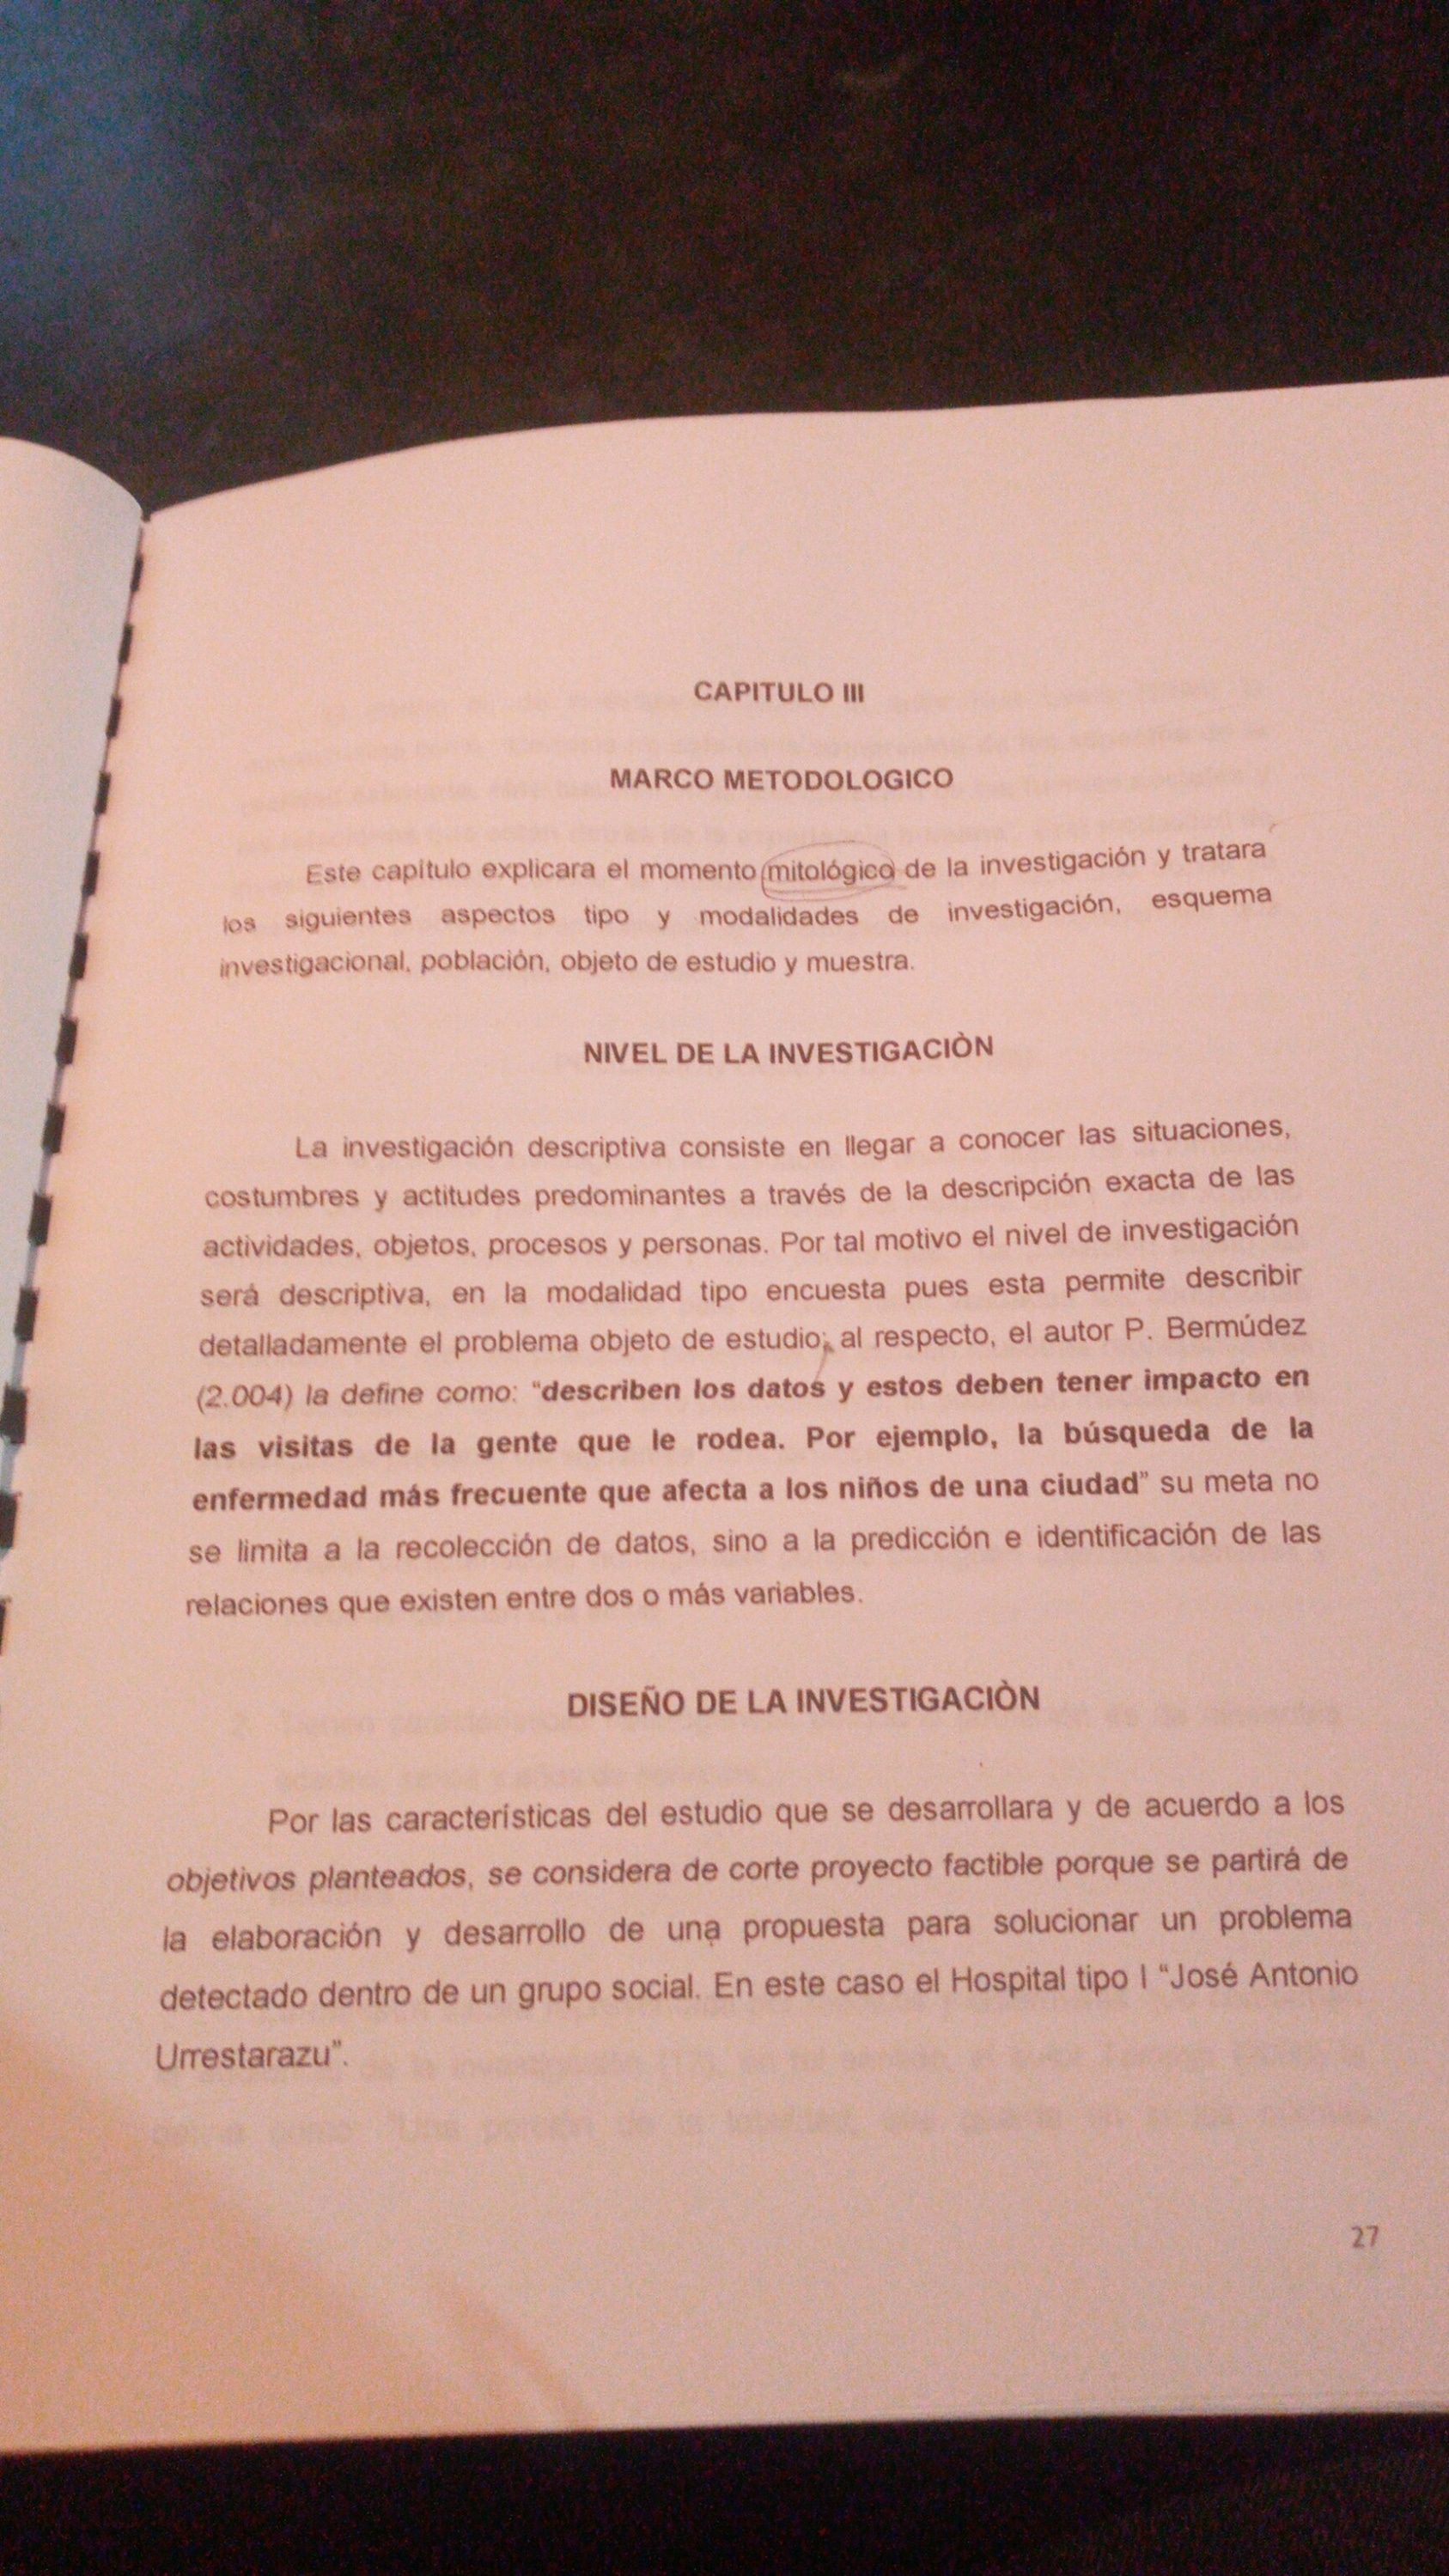 CAPITULO III
MARCO METODOLOGICO
Este capítulo explicara el momento mitológico de la investigación y tratara
los siguientes aspectos tipo y modalidades de investigación, esquema
investigacional, población, objeto de estudio y muestra.
NIVEL DE LA INVESTIGACIÒN
La investigación descriptiva consiste en llegar a conocer las situaciones,
costumbres y actitudes predominantes a través de la descripción exacta de las
actividades, objetos, procesos y personas. Por tal motivo el nivel de investigación
será descriptiva, en la modalidad tipo encuesta pues esta permite describir
detalladamente el problema objeto de estudio; al respecto, el autor P. Bermúdez
(2.004) la define como: “describen los datos y estos deben tener impacto en
las visitas de la gente que le rodea. Por ejemplo, la búsqueda de la
enfermedad más frecuente que afecta a los niños de una ciudad” su meta no
se limita a la recolección de datos, sino a la predicción e identificación de las
relaciones que existen entre dos o más variables.
DISEÑO DE LA INVESTIGACIÒN
Por las características del estudio que se desarrollara y de acuerdo a los
objetivos planteados, se considera de corte proyecto factible porque se partirá de
la elaboración y desarrollo de una propuesta para solucionar un problema
detectado dentro de un grupo social. En este caso el Hospital tipo I “José Antonio
Urrestarazu”.
27